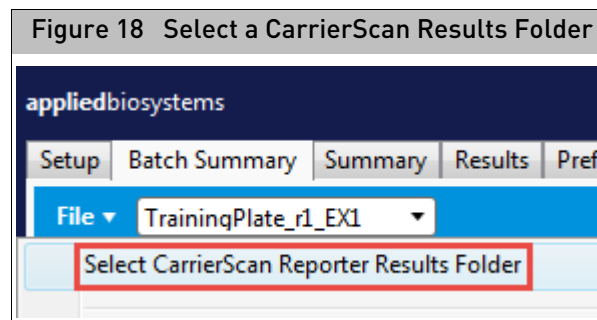 Figure 18 Select a CarrierScan Results Folder
appliedbiosystems
Setup Batch Summary Summary Results Pref
File TrainingPlate_r1_EX1
Select CarrierScan Reporter Results Folder